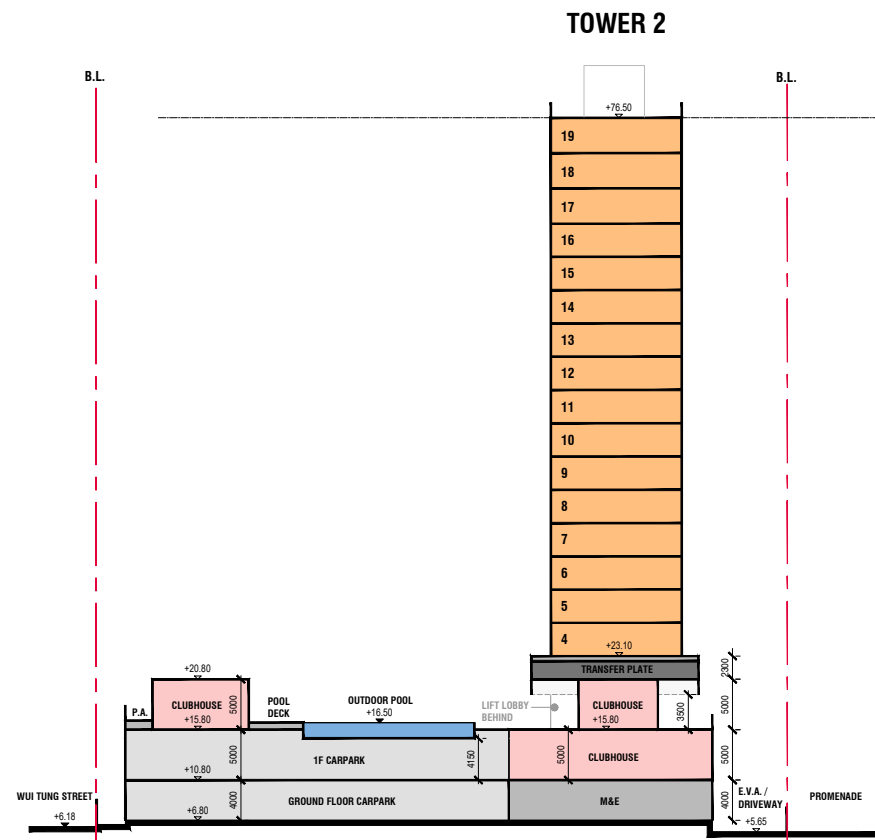 TOWER 2
B.L.
B.L.
+76.50
19
18
17
16
15
14
13
12
11
10
9
8
7
6
5
4
+23.10
TRANSFER PLATE
2300
+20.80
CLUBHOUSE
5000
P.A.
+15.80
POOL
DECK
OUTDOOR POOL
+16.50
LIFT LOBBY
BEHIND
CLUBHOUSE
+15.80
3500
5000
1F CARPARK
5000
4150
5000
CLUBHOUSE
5000
+10.80
GROUND FLOOR CARPARK
4000
+6.80
M&E
4000
WUI TUNG STREET
+6.18
E.V.A. /
DRIVEWAY
+5.65
PROMENADE